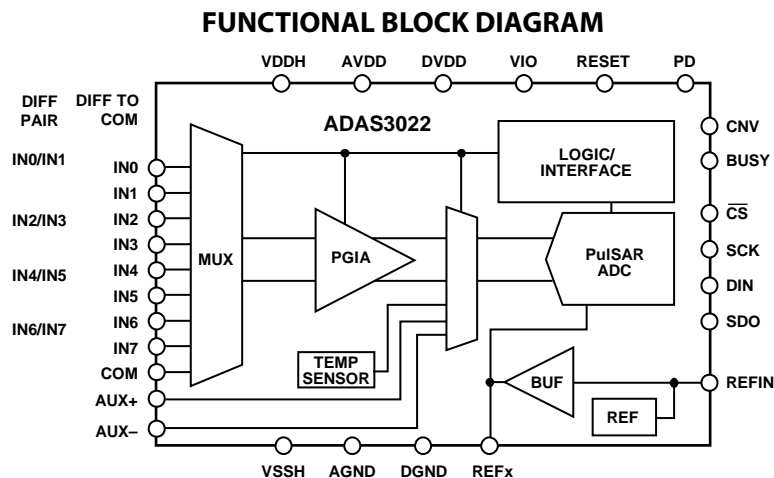 FUNCTIONAL BLOCK DIAGRAM
VDDH AVDD DVDD VIO RESET PD
DIFF PAIR
DIFF TO COM
ADAS3022
IN0/IN1
IN2/IN3
IN4/IN5
IN6/IN7
IN0
IN1
IN2
IN3
IN4
IN5
IN6
IN7
COM
AUX+
AUX–
MUX
PGIA
TEMP
SENSOR
LOGIC/
INTERFACE
PulSAR
ADC
BUF
REF
CNV
BUSY
CS
SCK
DIN
SDO
REFIN
VSSH AGND DGND REFx